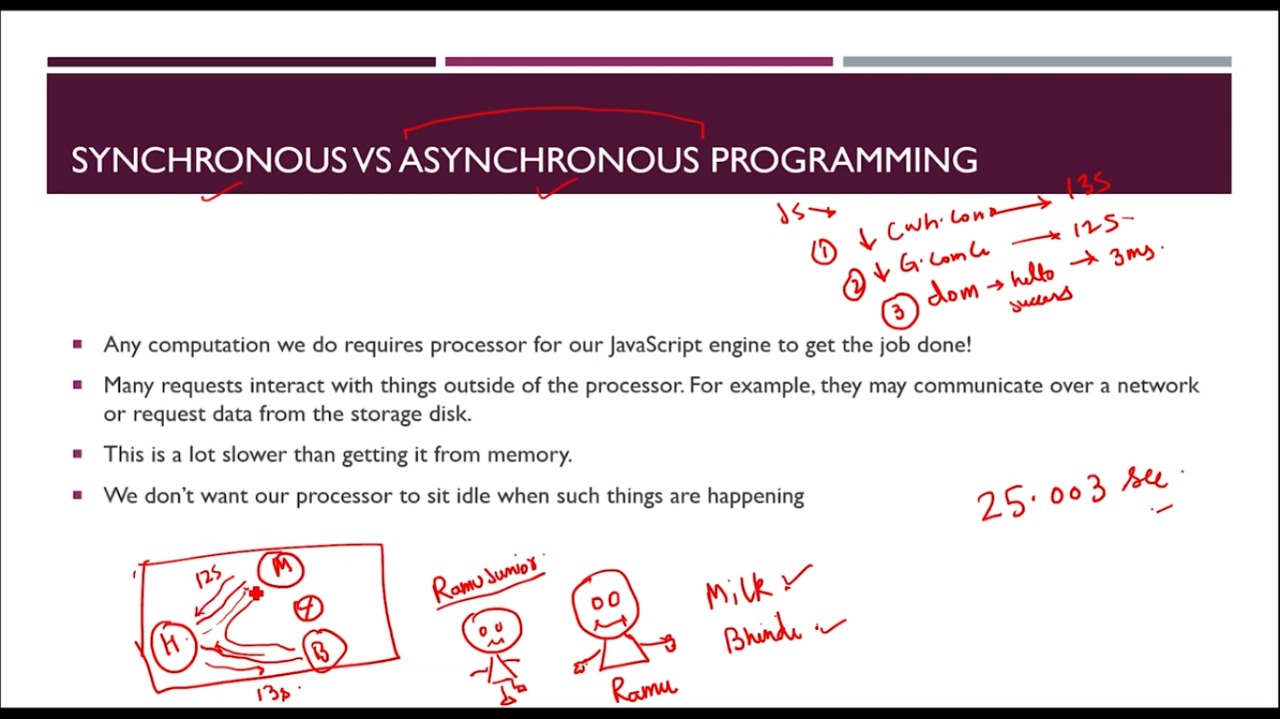 SYNCHRONOUS VS ASYNCHRONOUS PROGRAMMING
JS →
① ↓ Cwh.com → 13s
② ↓ → 12s
③ dom → hello → 3ms.
success
Any computation we do requires processor for our JavaScript engine to get the job done!
Many requests interact with things outside of the processor. For example, they may communicate over a network
or request data from the storage disk.
This is a lot slower than getting it from memory.
We don't want our processor to sit idle when such things are happening
25.003 sec
12s M
H B
13s
Ramu Junior
Ramu
Milk ✓
Bhindi ✓